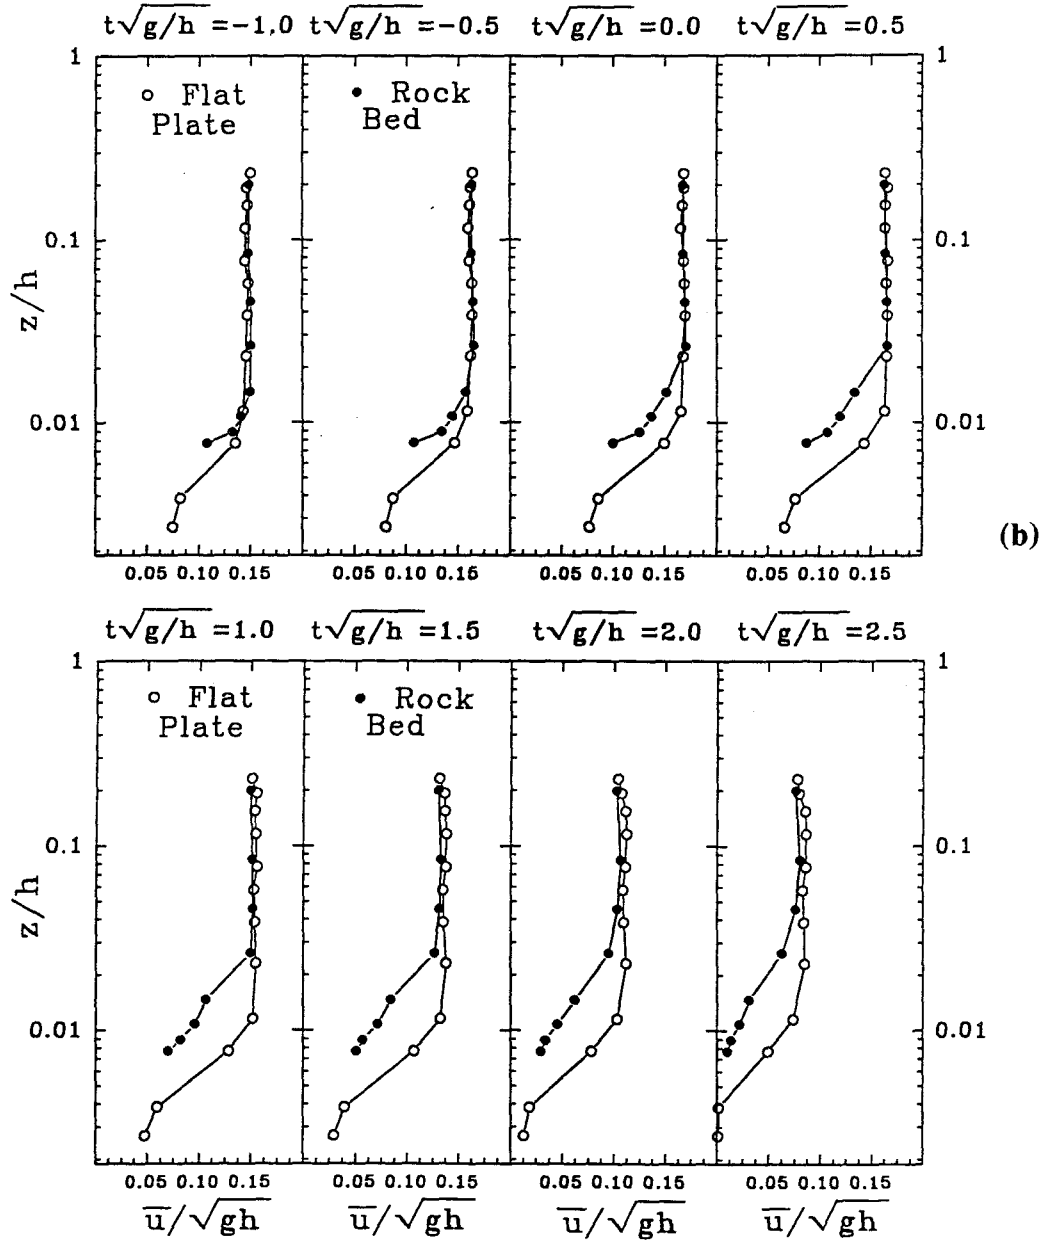 t√g/h =-1,0 t√g/h =-0.5 t√g/h =0.0 t√g/h =0.5
1 1
○ Flat Plate
● Rock Bed
0.1 0.1
z/h
0.01 0.01
(b)
0.05 0.10 0.15 0.05 0.10 0.15 0.05 0.10 0.15 0.05 0.10 0.15
t√g/h =1.0 t√g/h =1.5 t√g/h =2.0 t√g/h =2.5
1 1
○ Flat Plate
● Rock Bed
0.1 0.1
z/h
0.01 0.01
0.05 0.10 0.15 0.05 0.10 0.15 0.05 0.10 0.15 0.05 0.10 0.15
u̅/√gh u̅/√gh u̅/√gh u̅/√gh